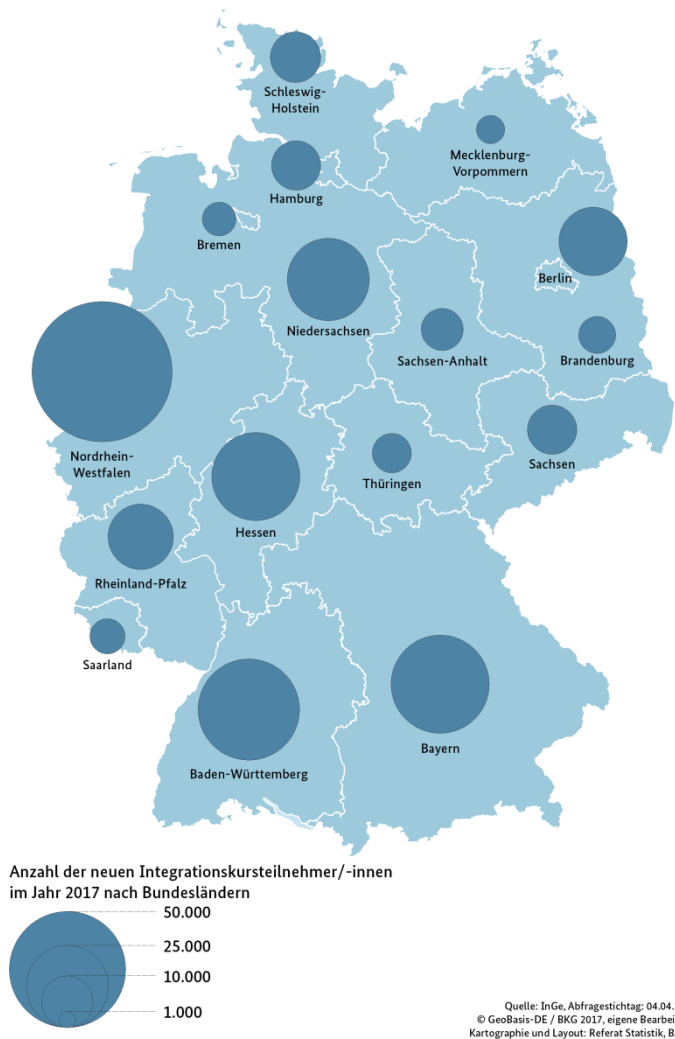 Schleswig-
Holstein
Mecklenburg-
Vorpommern
Hamburg
Bremen
Berlin
Niedersachsen
Sachsen-Anhalt
Brandenburg
Nordrhein-
Westfalen
Sachsen
Thüringen
Hessen
Rheinland-Pfalz
Saarland
Bayern
Baden-Württemberg
Anzahl der neuen Integrationskursteilnehmer/-innen
im Jahr 2017 nach Bundesländern
50.000
25.000
10.000
1.000
Quelle: InGe, Abfragestichtag: 04.04.
© GeoBasis-DE / BKG 2017, eigene Bearbei
Kartographie und Layout: Referat Statistik, B